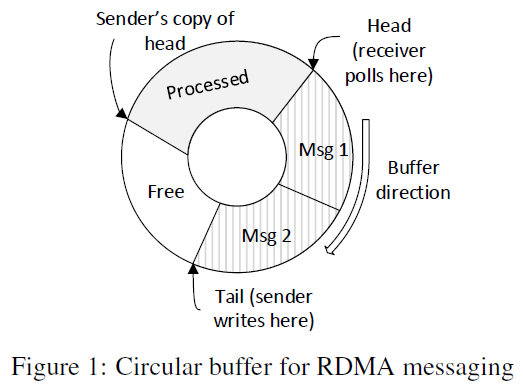 Sender’s copy of
head
Head
(receiver
polls here)
Processed
Msg 1
Buffer
direction
Free
Msg 2
Tail (sender
writes here)
Figure 1: Circular buffer for RDMA messaging